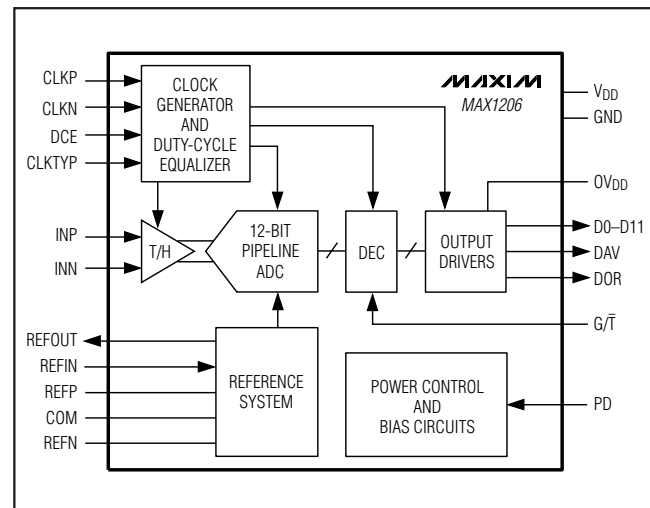 CLKP
CLKN
DCE
CLKTYP
CLOCK
GENERATOR
AND
DUTY-CYCLE
EQUALIZER
MAXIM
MAX1206
VDD
GND
OVDD
INP
INN
T/H
12-BIT
PIPELINE
ADC
DEC
OUTPUT
DRIVERS
D0–D11
DAV
DOR
G/T̅
REFOUT
REFIN
REFP
COM
REFN
REFERENCE
SYSTEM
POWER CONTROL
AND
BIAS CIRCUITS
PD